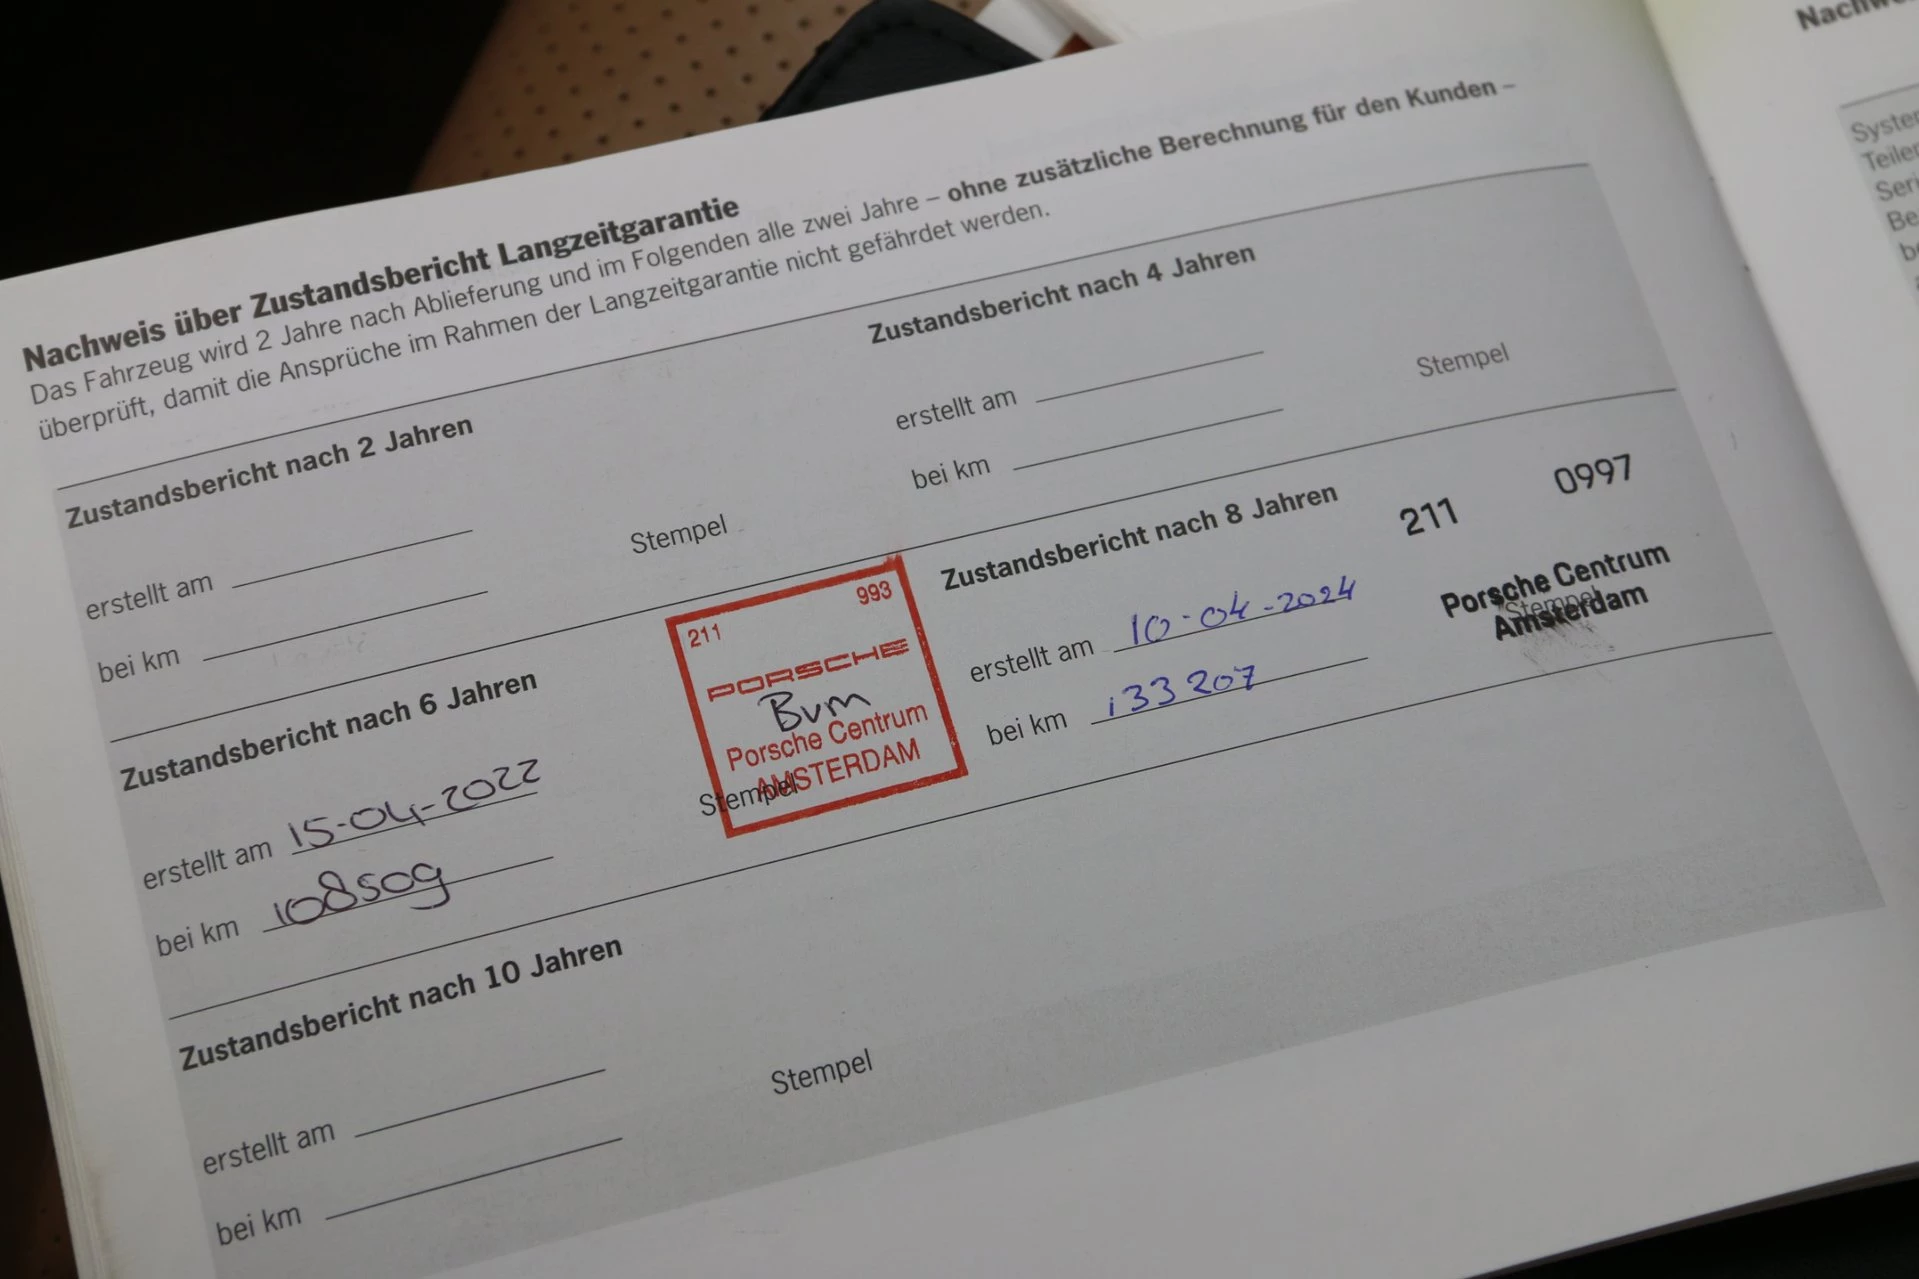 Nachweis über Zustandsbericht Langzeitgarantie
Das Fahrzeug wird 2 Jahre nach Ablieferung und im Folgenden alle zwei Jahre – ohne zusätzliche Berechnung für den Kunden –
überprüft, damit die Ansprüche im Rahmen der Langzeitgarantie nicht gefährdet werden.
Zustandsbericht nach 2 Jahren
erstellt am
bei km
Stempel
Zustandsbericht nach 4 Jahren
erstellt am
bei km
Stempel
Zustandsbericht nach 6 Jahren
erstellt am 15-04-2022
bei km 108509
Stempel
211 993
PORSCHE
Bvm
Porsche Centrum
AMSTERDAM
Zustandsbericht nach 8 Jahren
erstellt am 10-04-2024
bei km 133207
211 0997
Porsche Centrum
Stempel
Amsterdam
Zustandsbericht nach 10 Jahren
erstellt am
bei km
Stempel